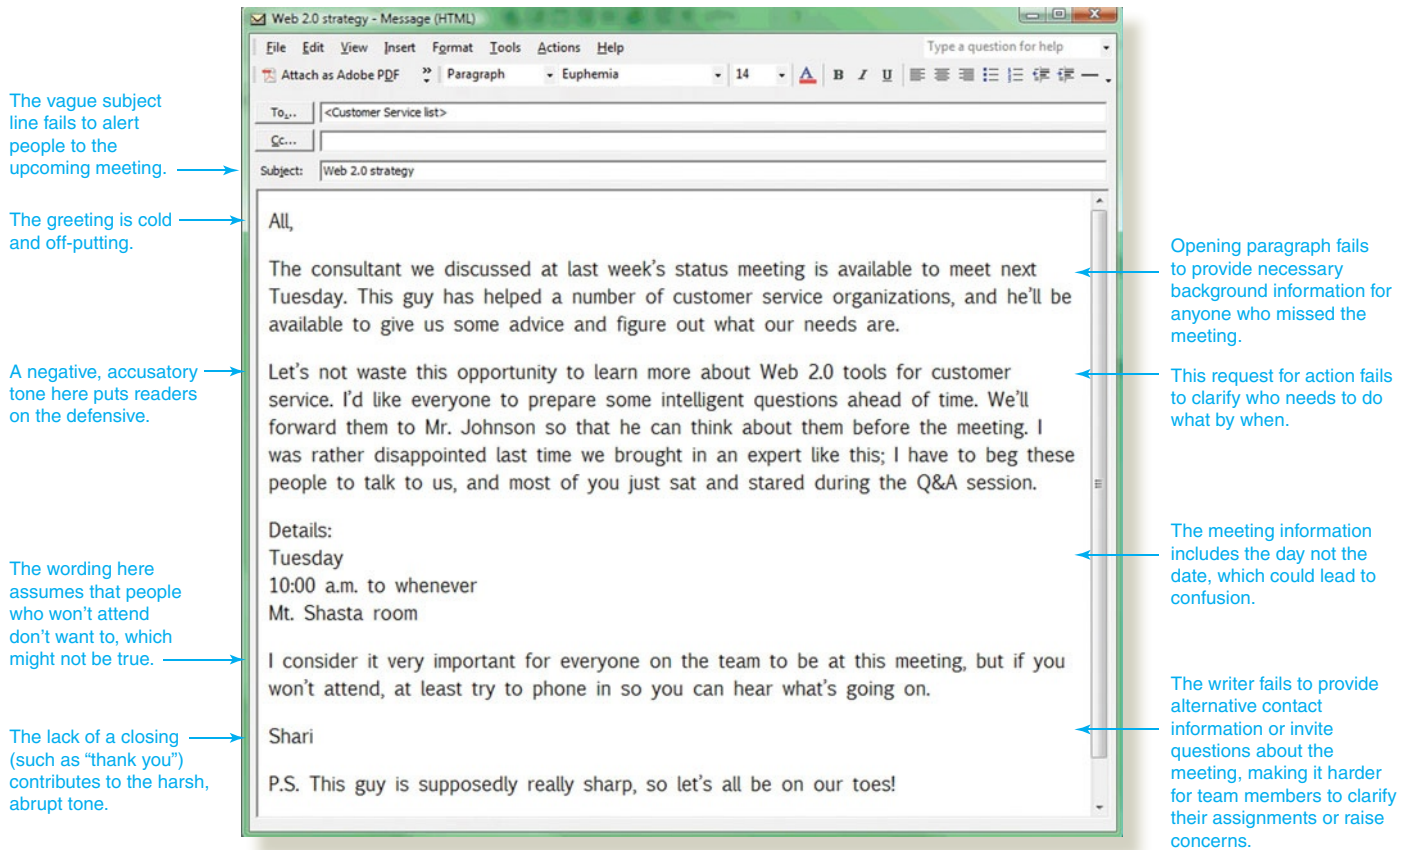 Web 2.0 strategy - Message (HTML)
File Edit View Insert Format Tools Actions Help
Type a question for help
Attach as Adobe PDF
Paragraph
Euphemia
14
A B I U
To...
<Customer Service list>
Cc...
Subject:
Web 2.0 strategy
All,
The consultant we discussed at last week's status meeting is available to meet next
Tuesday. This guy has helped a number of customer service organizations, and he'll be
available to give us some advice and figure out what our needs are.
Let's not waste this opportunity to learn more about Web 2.0 tools for customer
service. I'd like everyone to prepare some intelligent questions ahead of time. We'll
forward them to Mr. Johnson so that he can think about them before the meeting. I
was rather disappointed last time we brought in an expert like this; I have to beg these
people to talk to us, and most of you just sat and stared during the Q&A session.
Details:
Tuesday
10:00 a.m. to whenever
Mt. Shasta room
I consider it very important for everyone on the team to be at this meeting, but if you
won't attend, at least try to phone in so you can hear what's going on.
Shari
P.S. This guy is supposedly really sharp, so let's all be on our toes!
The vague subject
line fails to alert
people to the
upcoming meeting.
The greeting is cold
and off-putting.
A negative, accusatory
tone here puts readers
on the defensive.
The wording here
assumes that people
who won't attend
don't want to, which
might not be true.
The lack of a closing
(such as "thank you")
contributes to the harsh,
abrupt tone.
Opening paragraph fails
to provide necessary
background information for
anyone who missed the
meeting.
This request for action fails
to clarify who needs to do
what by when.
The meeting information
includes the day not the
date, which could lead to
confusion.
The writer fails to provide
alternative contact
information or invite
questions about the
meeting, making it harder
for team members to clarify
their assignments or raise
concerns.